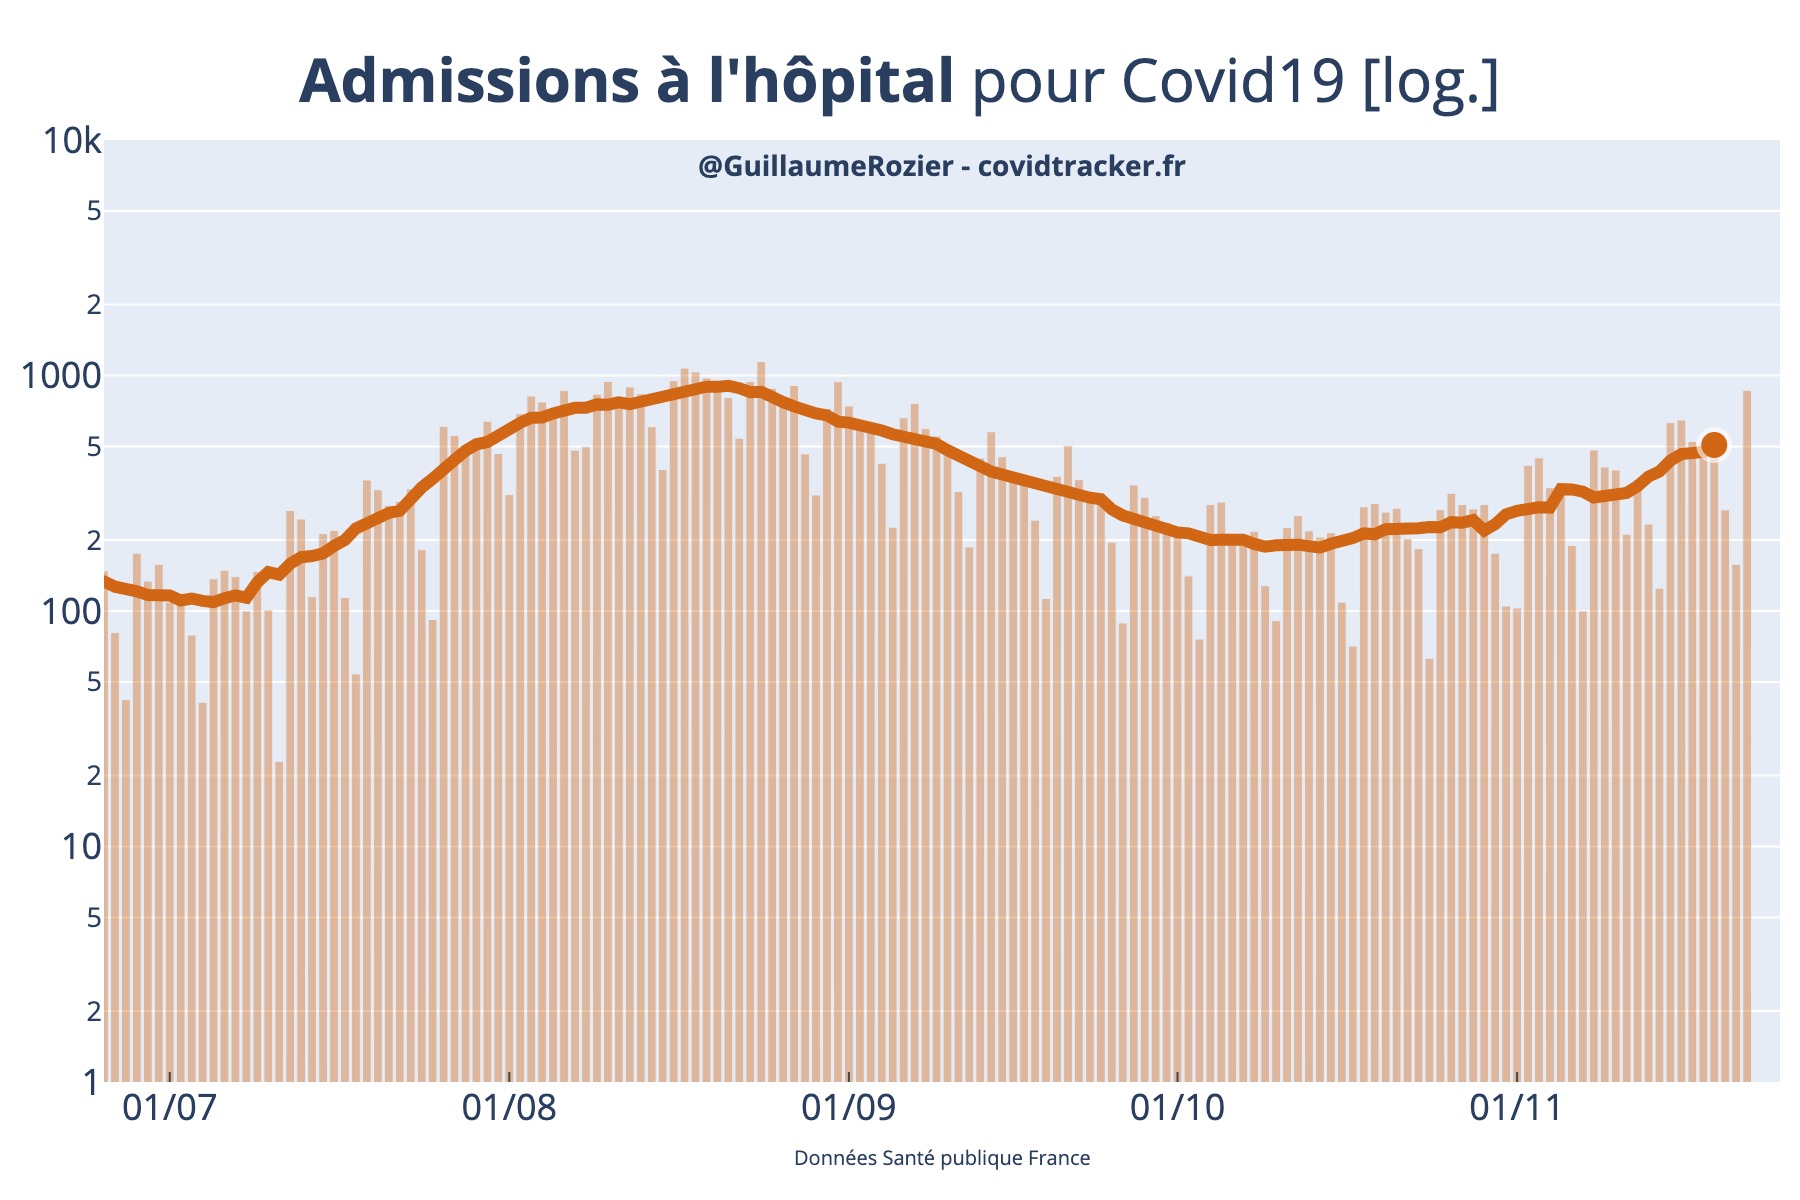 Admissions à l'hôpital pour Covid19 [log.]
@GuillaumeRozier - covidtracker.fr
10k
5
2
1000
5
2
100
5
2
10
5
2
1
01/07 01/08 01/09 01/10 01/11
Données Santé publique France